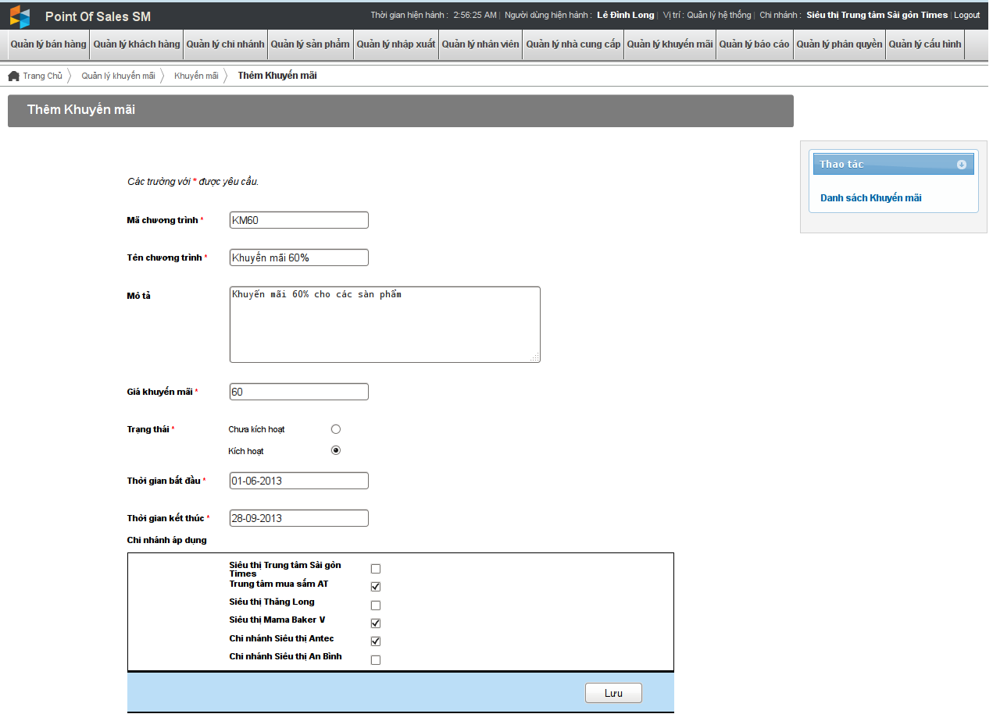 Point Of Sales SM
Thời gian hiện hành : 2:56:25 AM | Người dùng hiện hành : Lê Đình Long | Vị trí : Quản lý hệ thống | Chi nhánh : Siêu thị Trung tâm Sài gòn Times | Logout
Quản lý bán hàng Quản lý khách hàng Quản lý chi nhánh Quản lý sản phẩm Quản lý nhập xuất Quản lý nhân viên Quản lý nhà cung cấp Quản lý khuyến mãi Quản lý báo cáo Quản lý phân quyền Quản lý cấu hình
Trang Chủ Quản lý khuyến mãi Khuyến mãi Thêm Khuyến mãi
Thêm Khuyến mãi
Thao tác
Danh sách Khuyến mãi
Các trường với * được yêu cầu.
Mã chương trình * KM60
Tên chương trình * Khuyến mãi 60%
Mô tả Khuyến mãi 60% cho các sàn phẩm
Giá khuyến mãi * 60
Trạng thái * Chưa kích hoạt
Kích hoạt
Thời gian bắt đầu * 01-06-2013
Thời gian kết thúc * 28-09-2013
Chi nhánh áp dụng
Siêu thị Trung tâm Sài gòn
Times
Trung tâm mua sắm AT
Siêu thị Thăng Long
Siêu thị Mama Baker V
Chi nhánh Siêu thị Antec
Chi nhánh Siêu thị An Bình
Lưu